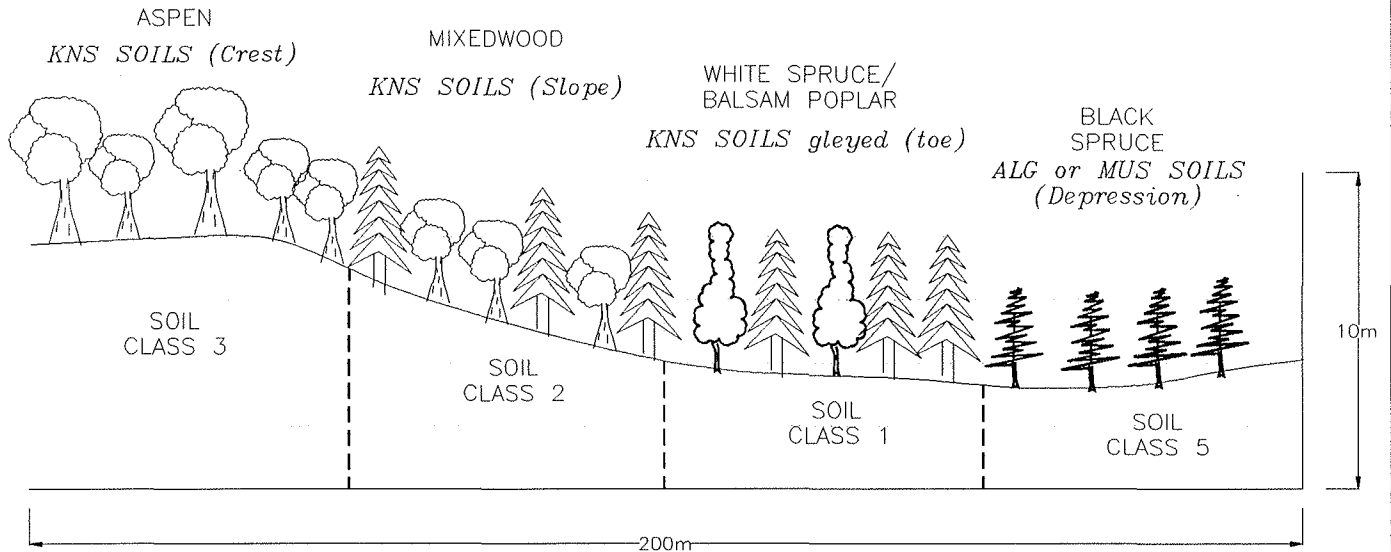 ASPEN
KNS SOILS (Crest)
MIXEDWOOD
KNS SOILS (Slope)
WHITE SPRUCE/
BALSAM POPLAR
KNS SOILS gleyed (toe)
BLACK
SPRUCE
ALG or MUS SOILS
(Depression)
SOIL
CLASS 3
SOIL
CLASS 2
SOIL
CLASS 1
SOIL
CLASS 5
10m
200m